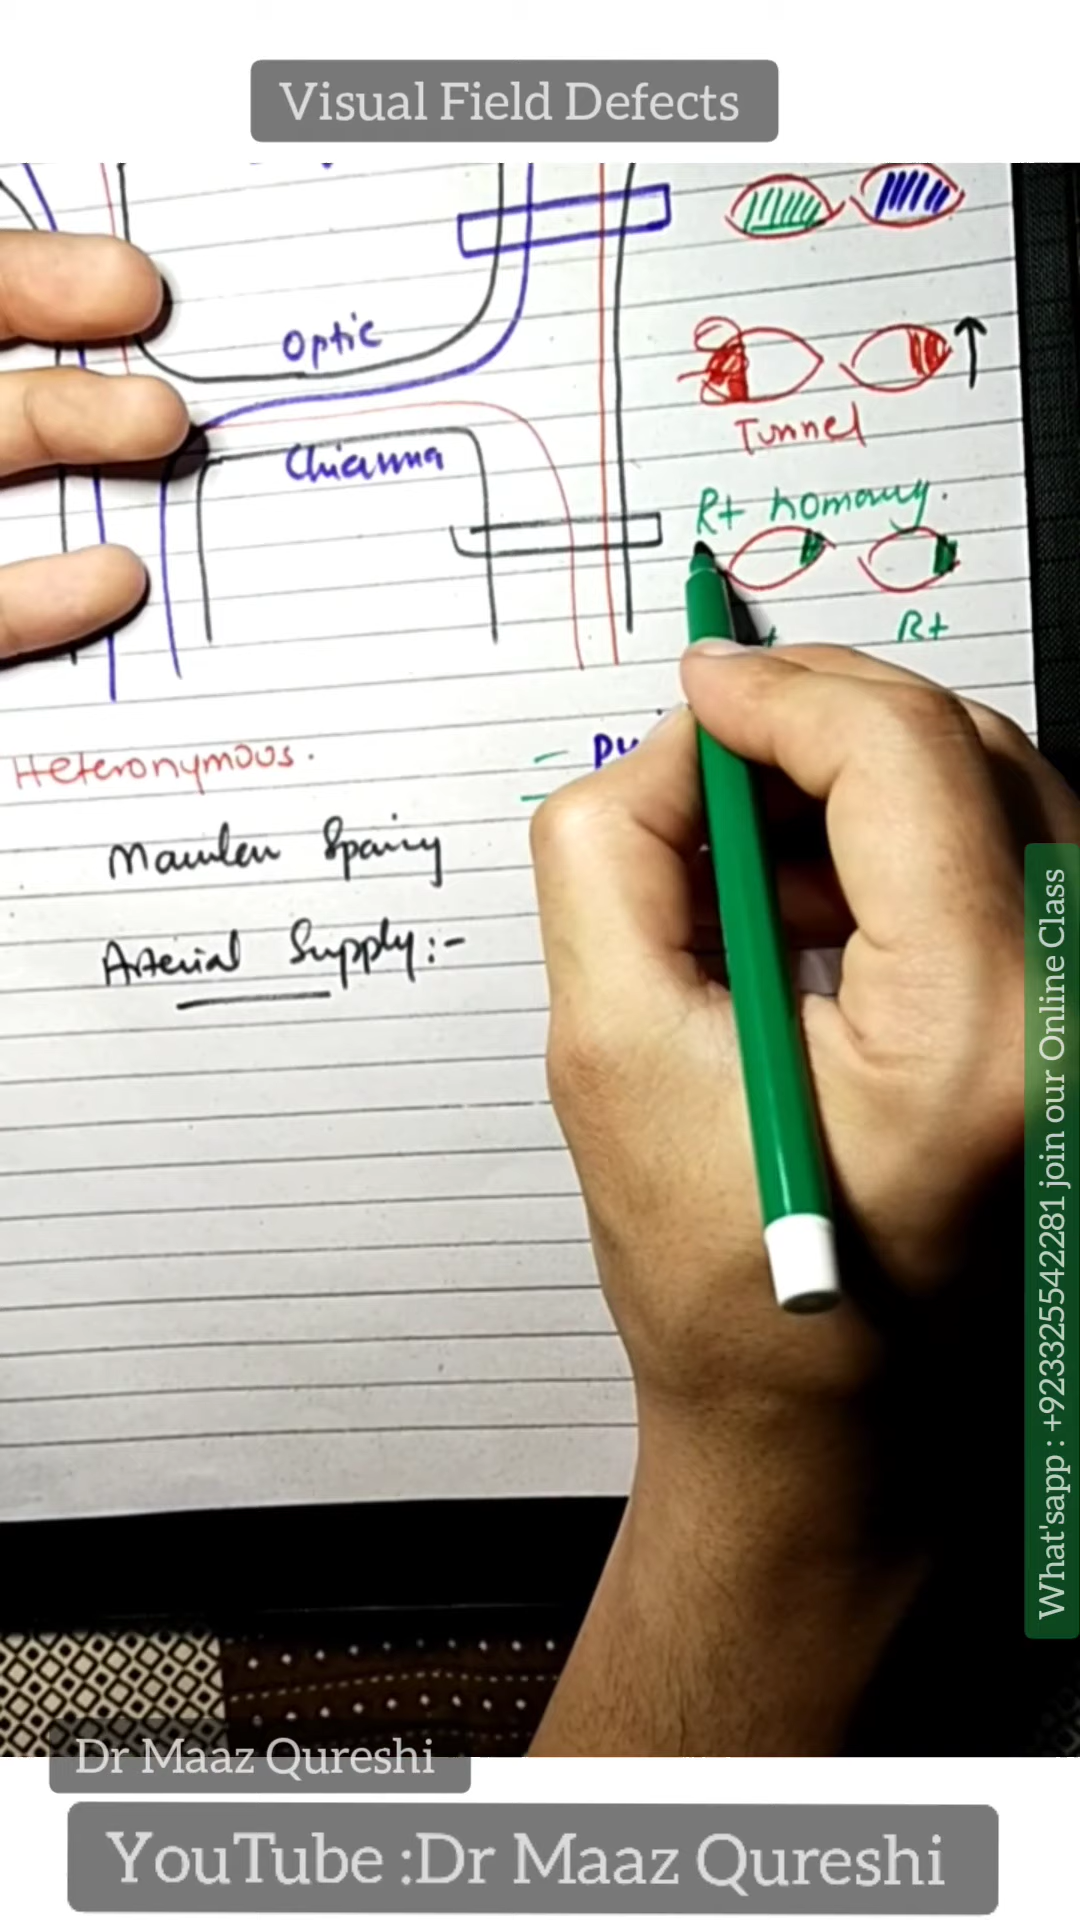 Visual Field Defects
Optic
Chiasma
Tunnel
Rt homony.
Rt
Heteronymous.
Macular Sparing
Arterial Supply:-
What'sapp : +923325542281 join our Online Class
Dr Maaz Qureshi
YouTube :Dr Maaz Qureshi